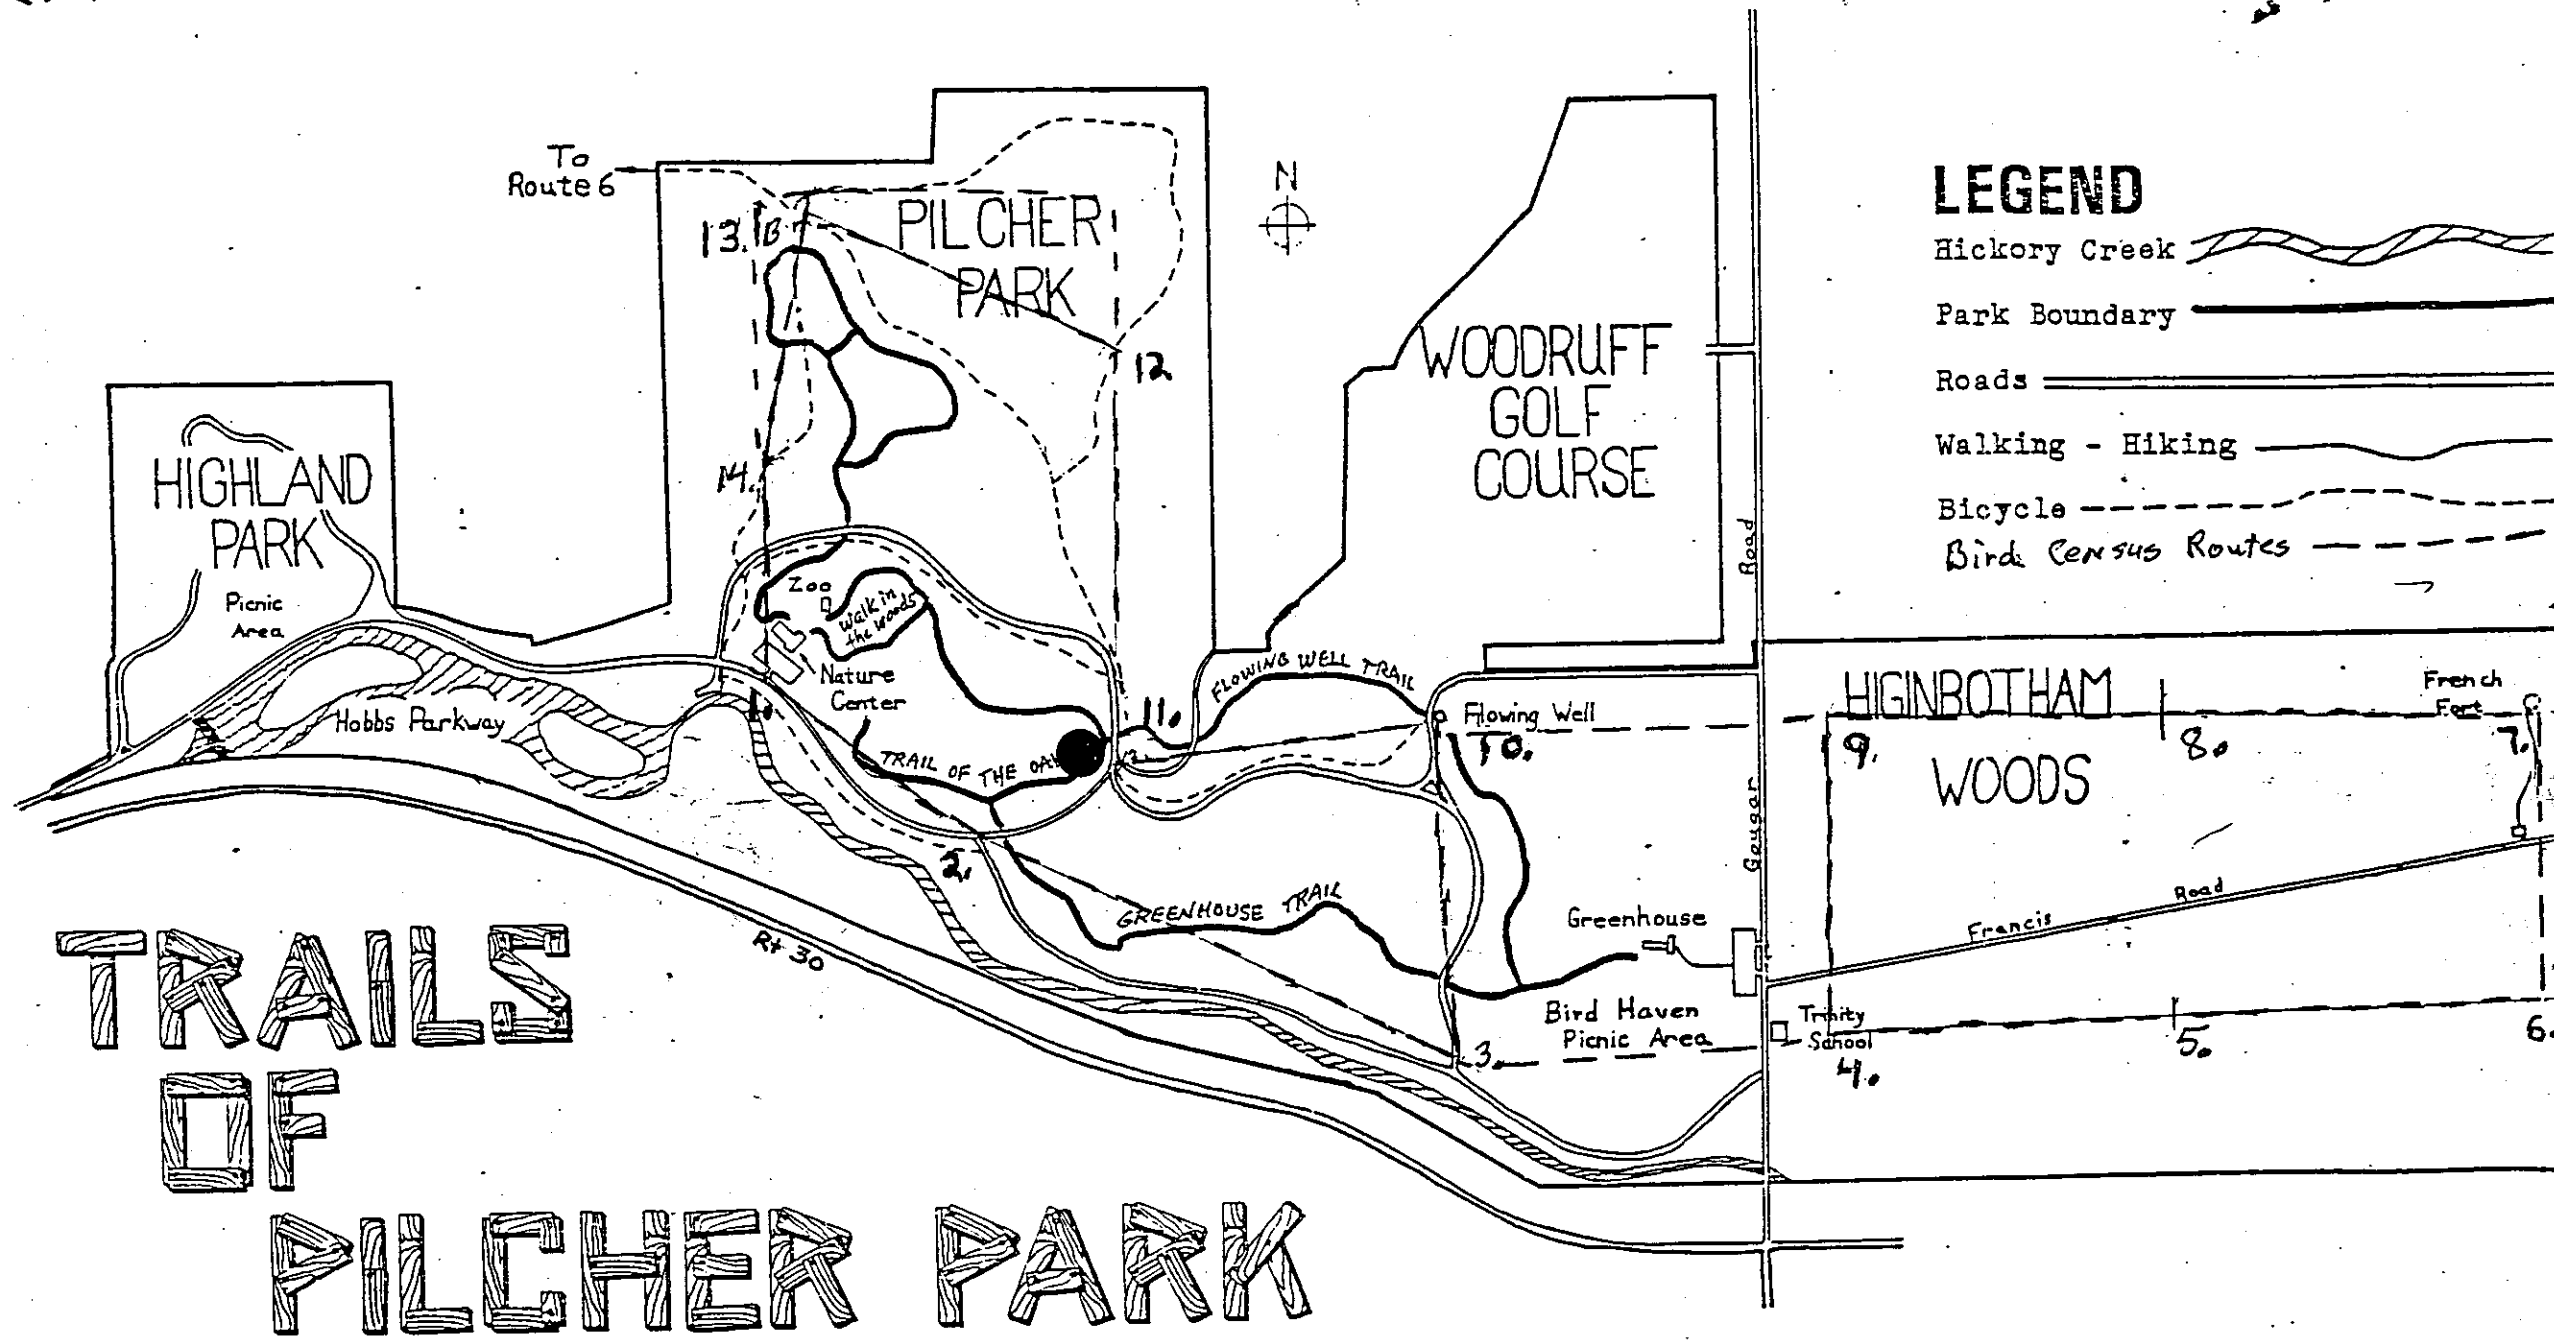 To
Route 6
N
13.
B
PILCHER
PARK
12.
WOODRUFF
GOLF
COURSE
LEGEND
Hickory Creek
Park Boundary
Roads
Walking - Hiking
Bicycle
Bird Census Routes
HIGHLAND
PARK
Picnic
Area
14.
Zoo
Walk in
the woods
Nature
Center
Hobbs Parkway
1.
TRAIL OF THE OAK
2.
11.
FLOWING WELL TRAIL
Flowing Well
10.
Road
Gougar
HIGINBOTHAM
WOODS
French
Fort
9.
8.
7.
GREENHOUSE TRAIL
Greenhouse
Francis Road
Bird Haven
Picnic Area
Trinity
School
3.
4.
5.
6.
Rt 30
TRAILS
OF
PILCHER PARK